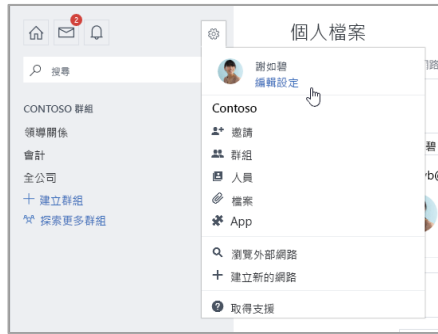 2
個人檔案
搜尋
謝如碧
編輯設定
CONTOSO 群組
領導關係
會計
全公司
建立群組
探索更多群組
Contoso
邀請
群組
人員
檔案
App
瀏覽外部網路
建立新的網路
取得支援
碧